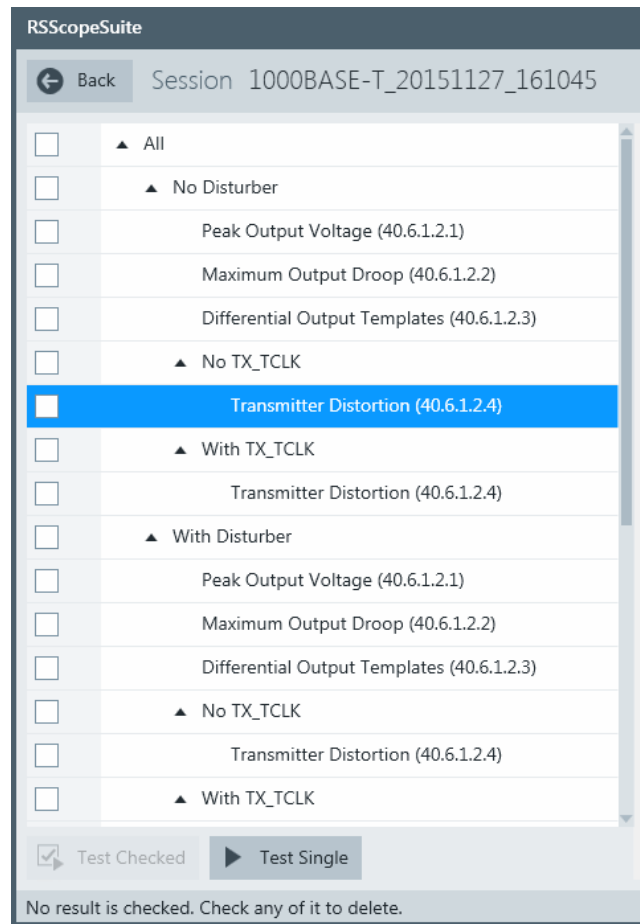 RSScopeSuite
Back Session 1000BASE-T_20151127_161045
All
No Disturber
Peak Output Voltage (40.6.1.2.1)
Maximum Output Droop (40.6.1.2.2)
Differential Output Templates (40.6.1.2.3)
No TX_TCLK
Transmitter Distortion (40.6.1.2.4)
With TX_TCLK
Transmitter Distortion (40.6.1.2.4)
With Disturber
Peak Output Voltage (40.6.1.2.1)
Maximum Output Droop (40.6.1.2.2)
Differential Output Templates (40.6.1.2.3)
No TX_TCLK
Transmitter Distortion (40.6.1.2.4)
With TX_TCLK
Test Checked Test Single
No result is checked. Check any of it to delete.